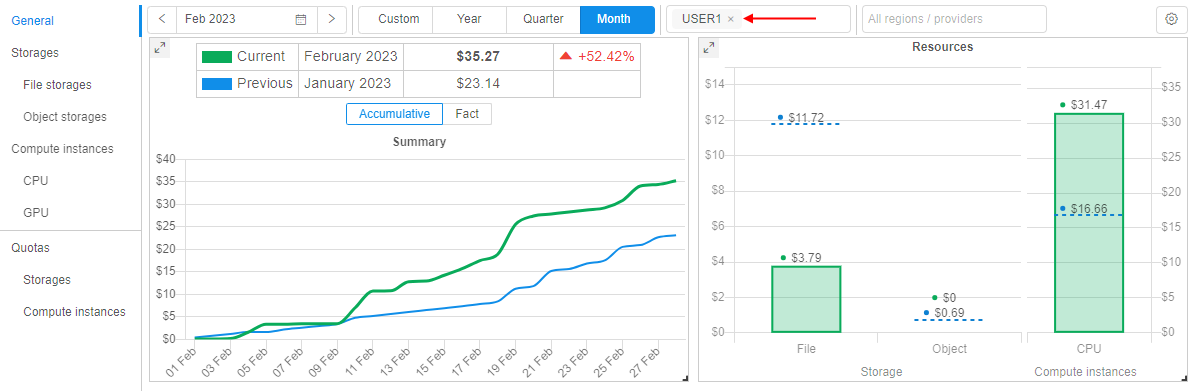 General
Storages
File storages
Object storages
Compute instances
CPU
GPU
Quotas
Storages
Compute instances
Feb 2023
Custom Year Quarter Month
USER1 ×
All regions / providers
Current February 2023 $35.27 +52.42%
Previous January 2023 $23.14
Accumulative Fact
Summary
$40
$35
$30
$25
$20
$15
$10
$5
$0
01 Feb 03 Feb 05 Feb 07 Feb 09 Feb 11 Feb 13 Feb 15 Feb 17 Feb 19 Feb 21 Feb 23 Feb 25 Feb 27 Feb
Resources
$14
$12
$10
$8
$6
$4
$2
$0
$11.72
$3.79
$0
$0.69
$31.47
$16.66
$35
$30
$25
$20
$15
$10
$5
$0
File Object CPU
Storage Compute instances